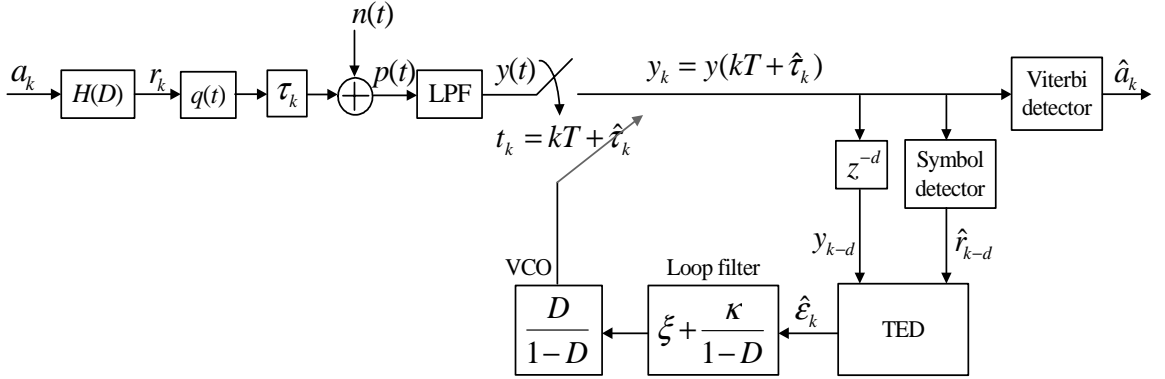 n(t)
a_k
H(D)
r_k
q(t)
τ_k
p(t)
LPF
y(t)
t_k = kT + τ̂_k
y_k = y(kT + τ̂_k)
Viterbi
detector
â_k
z^{-d}
Symbol
detector
y_{k-d}
r̂_{k-d}
VCO
D
1-D
Loop filter
ξ + κ
1-D
ε̂_k
TED